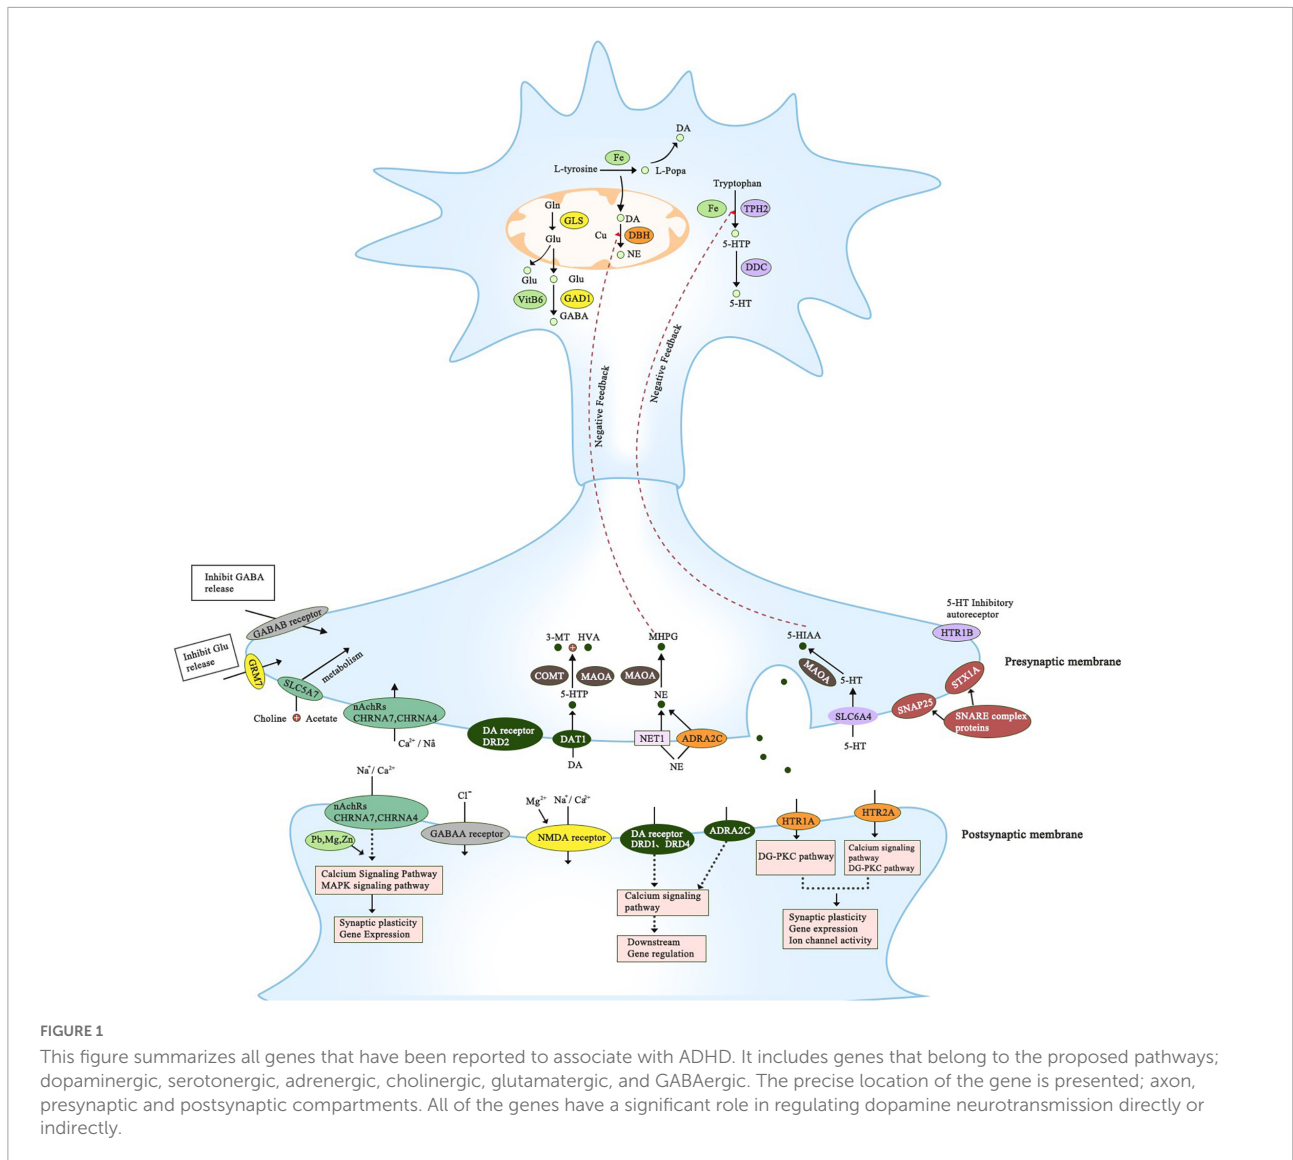 DA
Fe
L-tyrosine
L-Popa
Tryptophan
Gln
GLS
Fe
TPH2
DA
Cu
DBH
Glu
5-HTP
NE
DDC
Glu
Glu
VitB6
GAD1
5-HT
GABA
Negative Feedback
Negative Feedback
Inhibit GABA
release
GABAB receptor
Inhibit Glu
release
GRM7
SLC5A7
metabolism
Choline + Acetate
nAchRs
CHRNA7,CHRNA4
Ca²⁺ / Na⁺
DA receptor
DRD2
3-MT + HVA
COMT
MAOA
5-HTP
DAT1
DA
MHPG
MAOA
NE
NET1
ADRA2C
NE
5-HIAA
MAOA
5-HT
SLC6A4
5-HT
5-HT Inhibitory
autoreceptor
HTR1B
Presynaptic membrane
STX1A
SNAP25
SNARE complex
proteins
Na⁺/ Ca²⁺
nAchRs
CHRNA7,CHRNA4
Pb,Mg,Zn
Calcium Signaling Pathway
MAPK signaling pathway
Synaptic plasticity
Gene Expression
Cl⁻
GABAA receptor
Mg²⁺
Na⁺/ Ca²⁺
NMDA receptor
DA receptor
DRD1、DRD4
ADRA2C
Calcium signaling
pathway
Downstream
Gene regulation
HTR1A
DG-PKC pathway
HTR2A
Calcium signaling
pathway
DG-PKC pathway
Synaptic plasticity
Gene expression
Ion channel activity
Postsynaptic membrane
FIGURE 1
This figure summarizes all genes that have been reported to associate with ADHD. It includes genes that belong to the proposed pathways;
dopaminergic, serotonergic, adrenergic, cholinergic, glutamatergic, and GABAergic. The precise location of the gene is presented; axon,
presynaptic and postsynaptic compartments. All of the genes have a significant role in regulating dopamine neurotransmission directly or
indirectly.